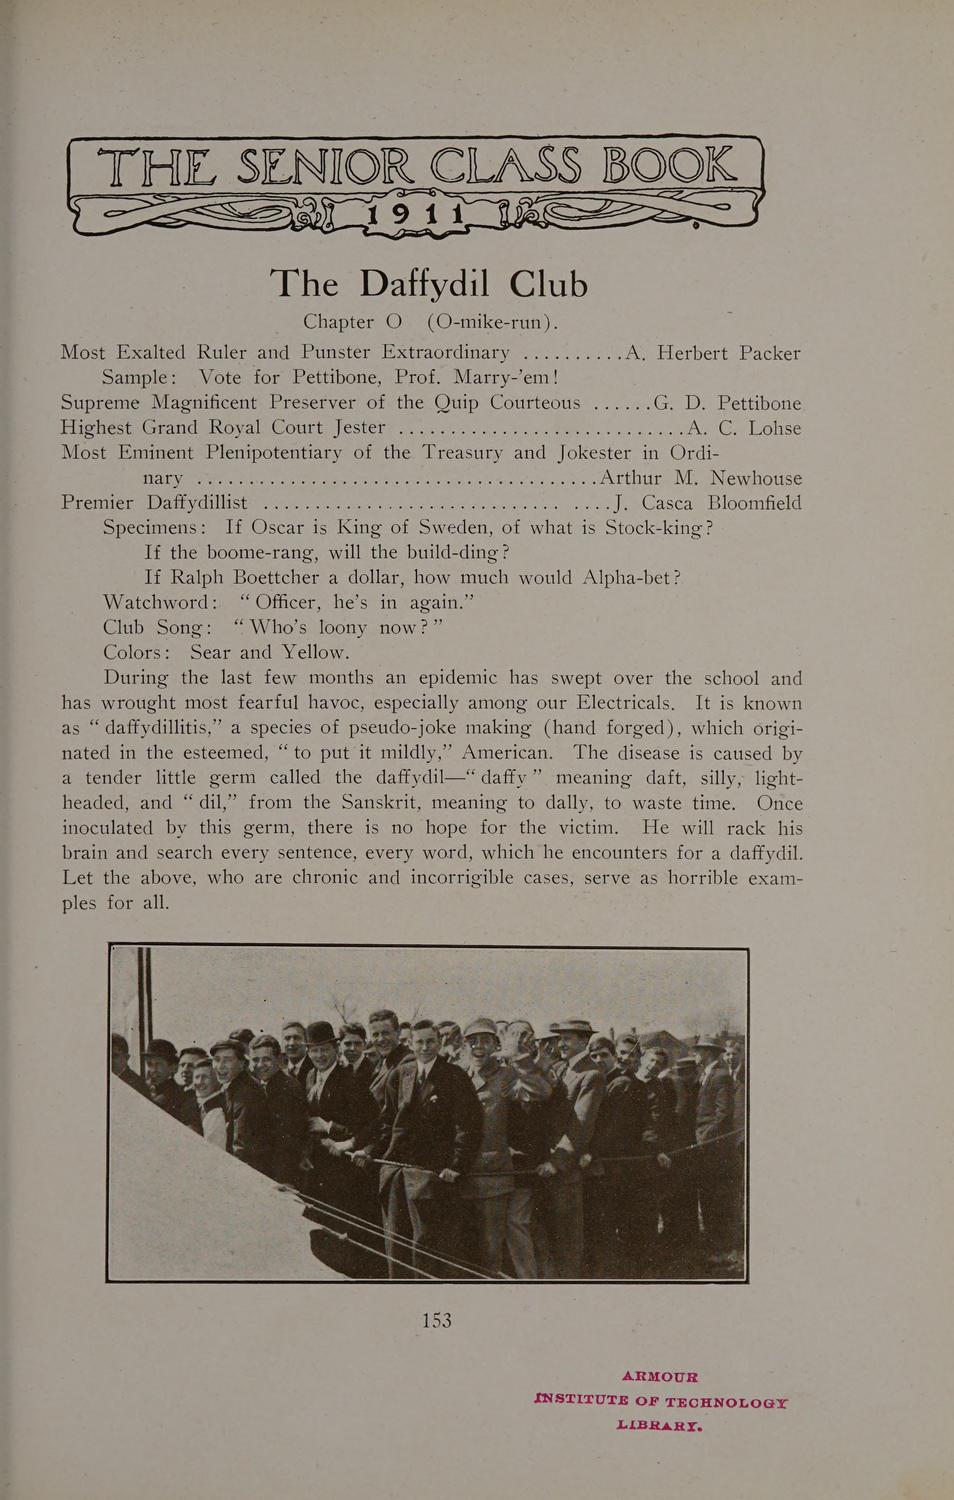 THE SENIOR CLASS BOOK
1911
The Daffydil Club
Chapter O (O-mike-run).
Most Exalted Ruler and Punster Extraordinary ..........A. Herbert Packer
Sample: Vote for Pettibone, Prof. Marry-'em!
Supreme Magnificent Preserver of the Quip Courteous ......G. D. Pettibone
Highest Grand Royal Court Jester .............................A. C. Lohse
Most Eminent Plenipotentiary of the Treasury and Jokester in Ordi-
nary .........................................Arthur M. Newhouse
Premier Daffydillist .............................. ....J. Casca Bloomfield
Specimens: If Oscar is King of Sweden, of what is Stock-king?
If the boome-rang, will the build-ding?
If Ralph Boettcher a dollar, how much would Alpha-bet?
Watchword: “Officer, he's in again.”
Club Song: “Who's loony now?”
Colors: Sear and Yellow.
During the last few months an epidemic has swept over the school and
has wrought most fearful havoc, especially among our Electricals. It is known
as “daffydillitis,” a species of pseudo-joke making (hand forged), which origi-
nated in the esteemed, “to put it mildly,” American. The disease is caused by
a tender little germ called the daffydil—“daffy” meaning daft, silly, light-
headed, and “dil,” from the Sanskrit, meaning to dally, to waste time. Once
inoculated by this germ, there is no hope for the victim. He will rack his
brain and search every sentence, every word, which he encounters for a daffydil.
Let the above, who are chronic and incorrigible cases, serve as horrible exam-
ples for all.
153
ARMOUR
INSTITUTE OF TECHNOLOGY
LIBRARY.